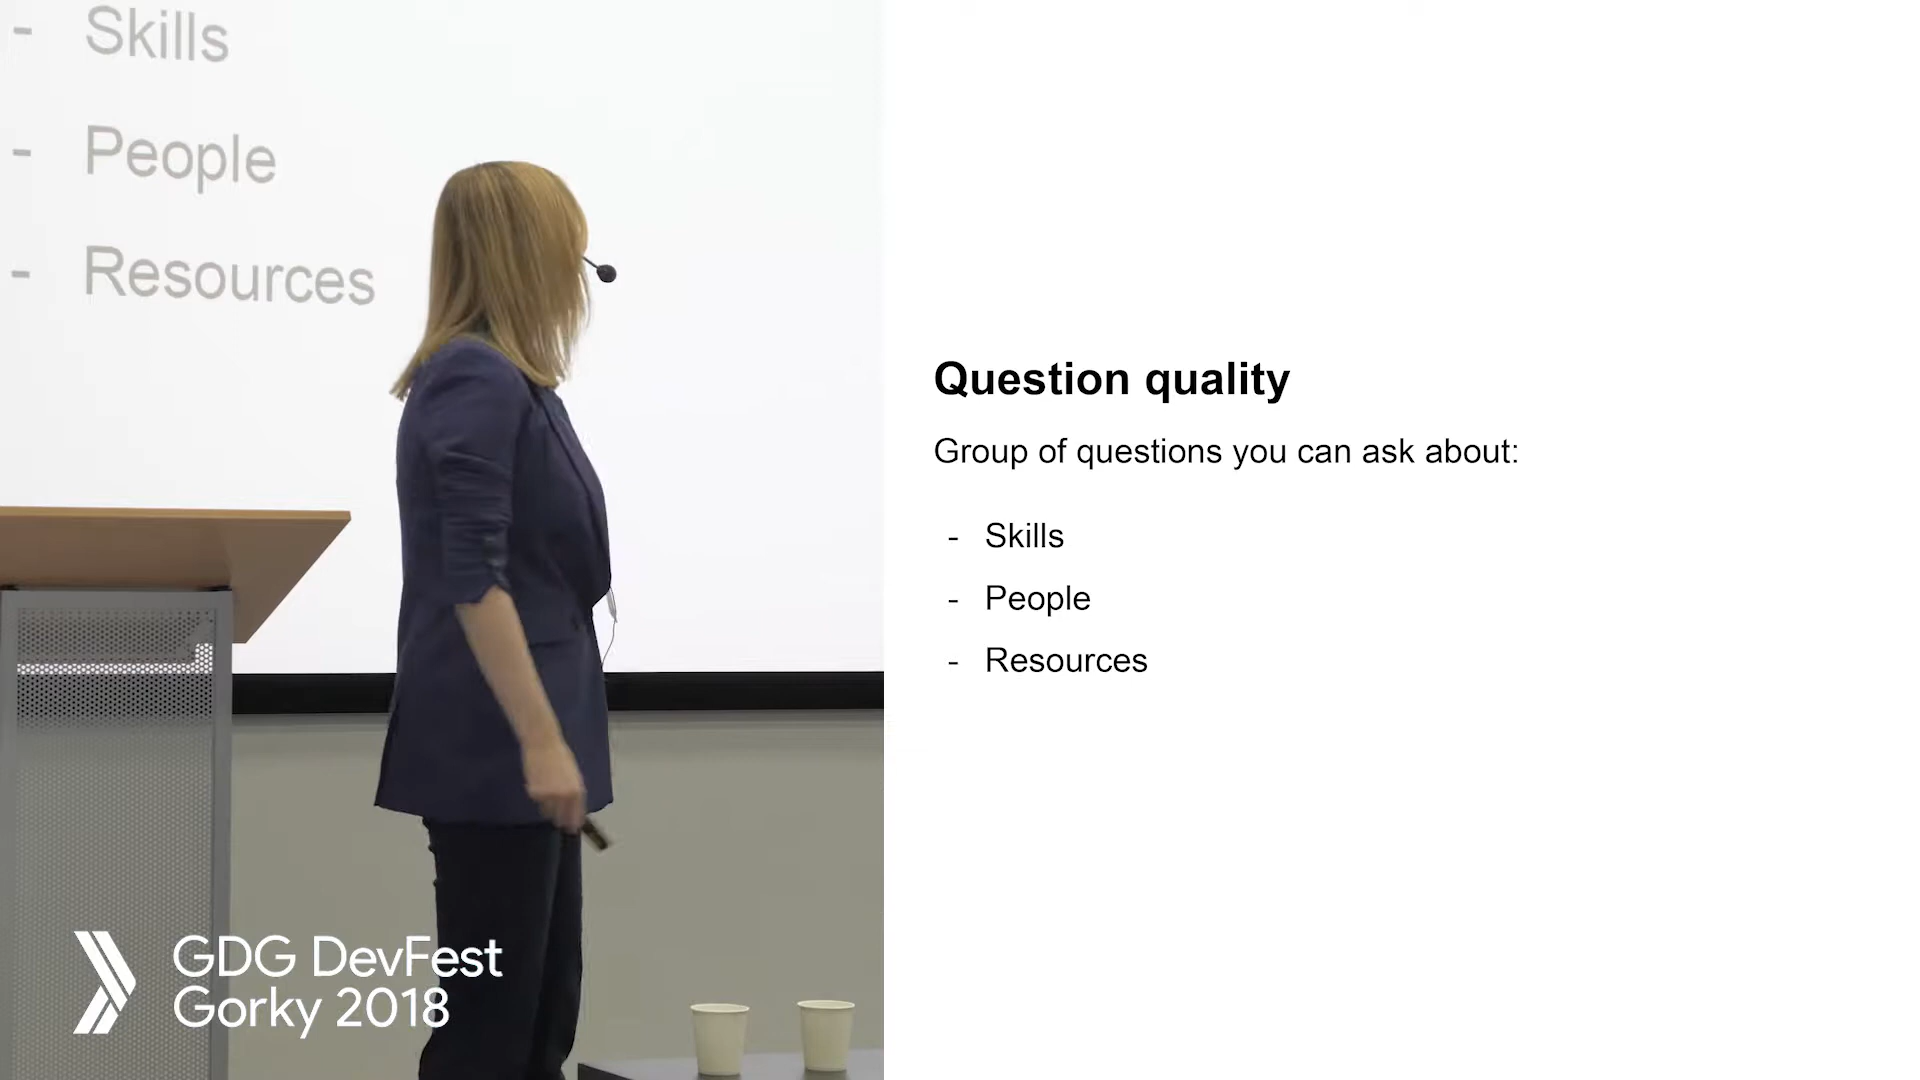 - Skills
- People
- Resources
GDG DevFest
Gorky 2018
Question quality
Group of questions you can ask about:
- Skills
- People
- Resources